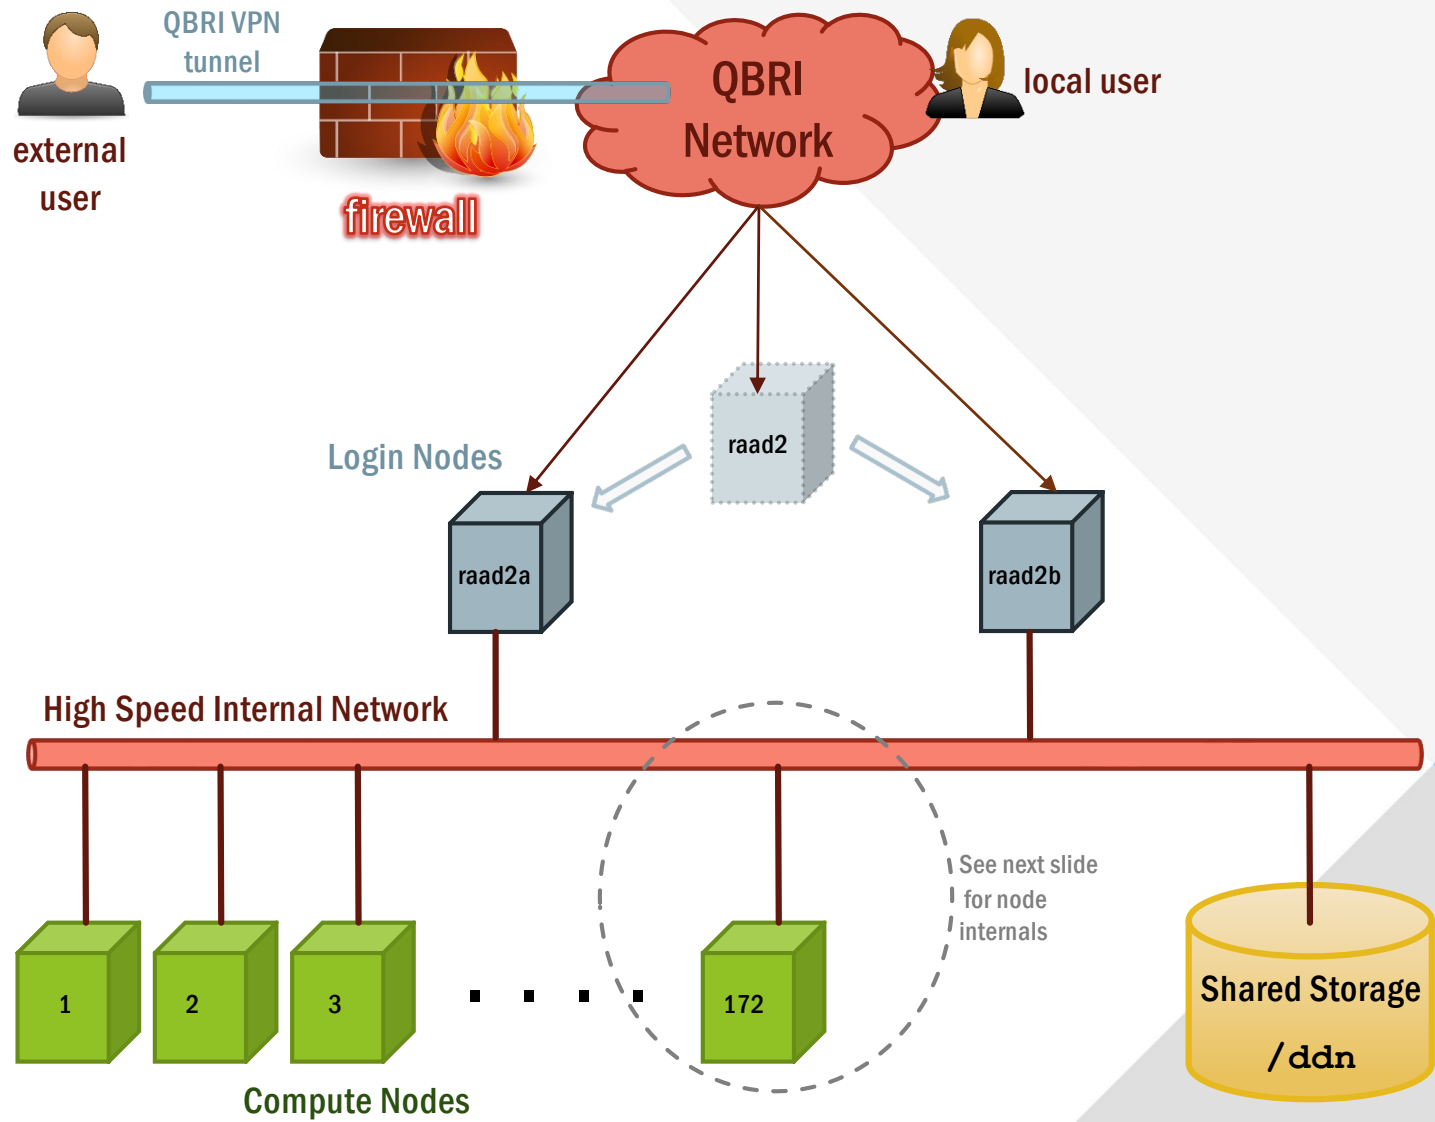 QBRI VPN
tunnel
external
user
firewall
QBRI
Network
local user
raad2
Login Nodes
raad2a
raad2b
High Speed Internal Network
See next slide
for node
internals
1
2
3
172
Compute Nodes
Shared Storage
/ddn